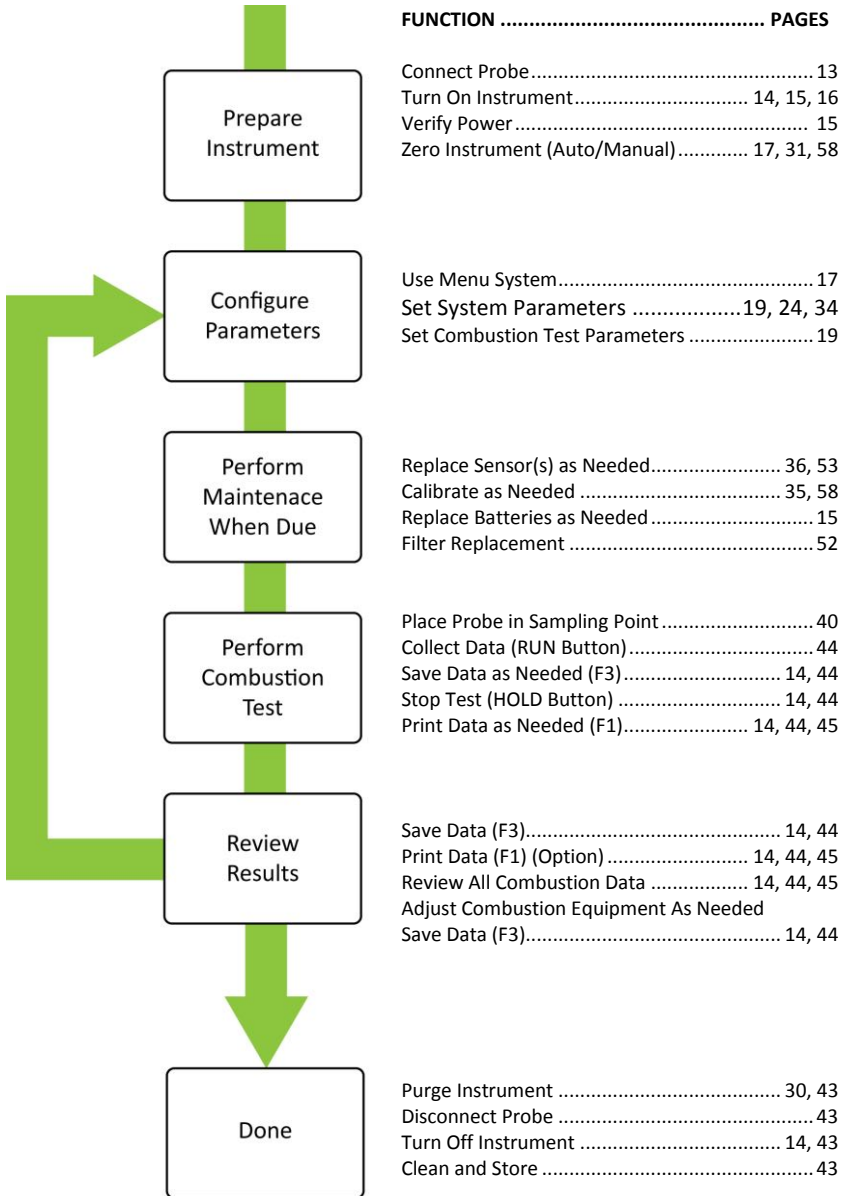 FUNCTION ............................................. PAGES
Prepare
Instrument
Connect Probe..................................................... 13
Turn On Instrument................................ 14, 15, 16
Verify Power....................................................... 15
Zero Instrument (Auto/Manual)............. 17, 31, 58
Configure
Parameters
Use Menu System................................................ 17
Set System Parameters ..................19, 24, 34
Set Combustion Test Parameters ....................... 19
Perform
Maintenace
When Due
Replace Sensor(s) as Needed........................ 36, 53
Calibrate as Needed ..................................... 35, 58
Replace Batteries as Needed............................... 15
Filter Replacement .............................................. 52
Perform
Combustion
Test
Place Probe in Sampling Point ............................ 40
Collect Data (RUN Button)................................... 44
Save Data as Needed (F3).............................. 14, 44
Stop Test (HOLD Button) ............................... 14, 44
Print Data as Needed (F1)....................... 14, 44, 45
Review
Results
Save Data (F3)................................................ 14, 44
Print Data (F1) (Option) .......................... 14, 44, 45
Review All Combustion Data .................. 14, 44, 45
Adjust Combustion Equipment As Needed
Save Data (F3)................................................ 14, 44
Done
Purge Instrument .......................................... 30, 43
Disconnect Probe ................................................ 43
Turn Off Instrument ...................................... 14, 43
Clean and Store ................................................... 43